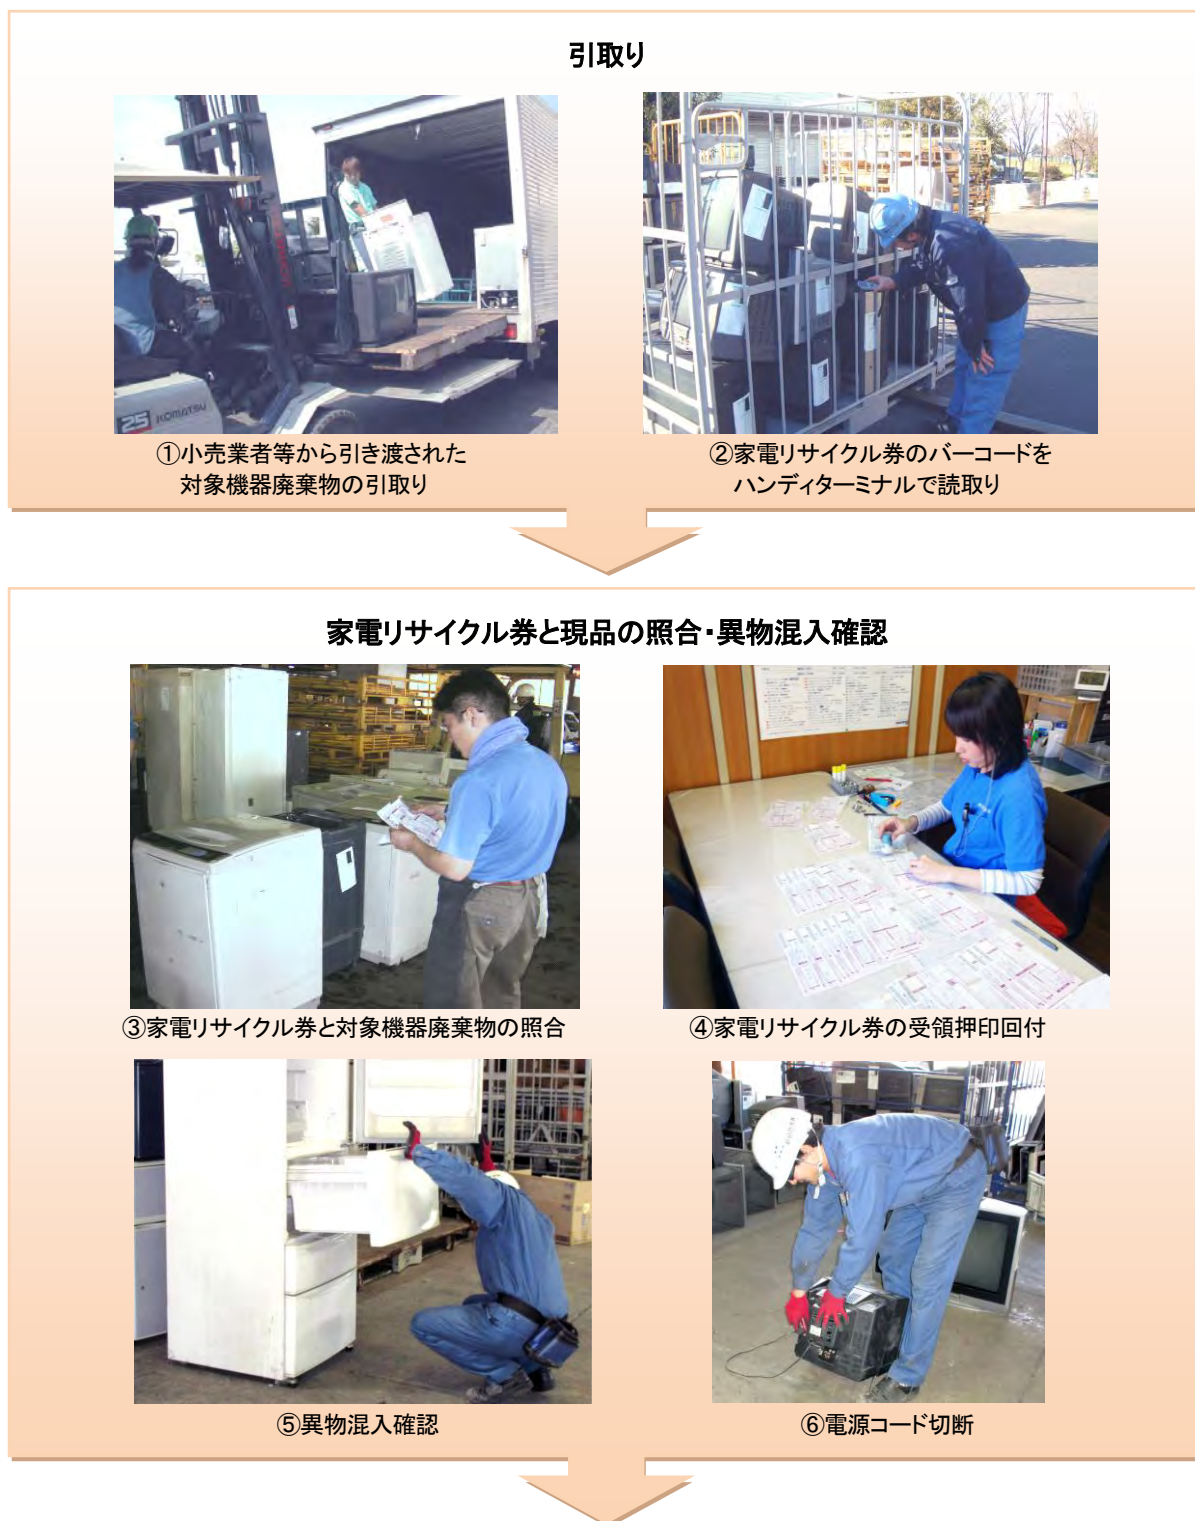 引取り
25 KOMATSU
①小売業者等から引き渡された
対象機器廃棄物の引取り
②家電リサイクル券のバーコードを
ハンディターミナルで読取り
家電リサイクル券と現品の照合・異物混入確認
③家電リサイクル券と対象機器廃棄物の照合
④家電リサイクル券の受領押印回付
⑤異物混入確認
⑥電源コード切断